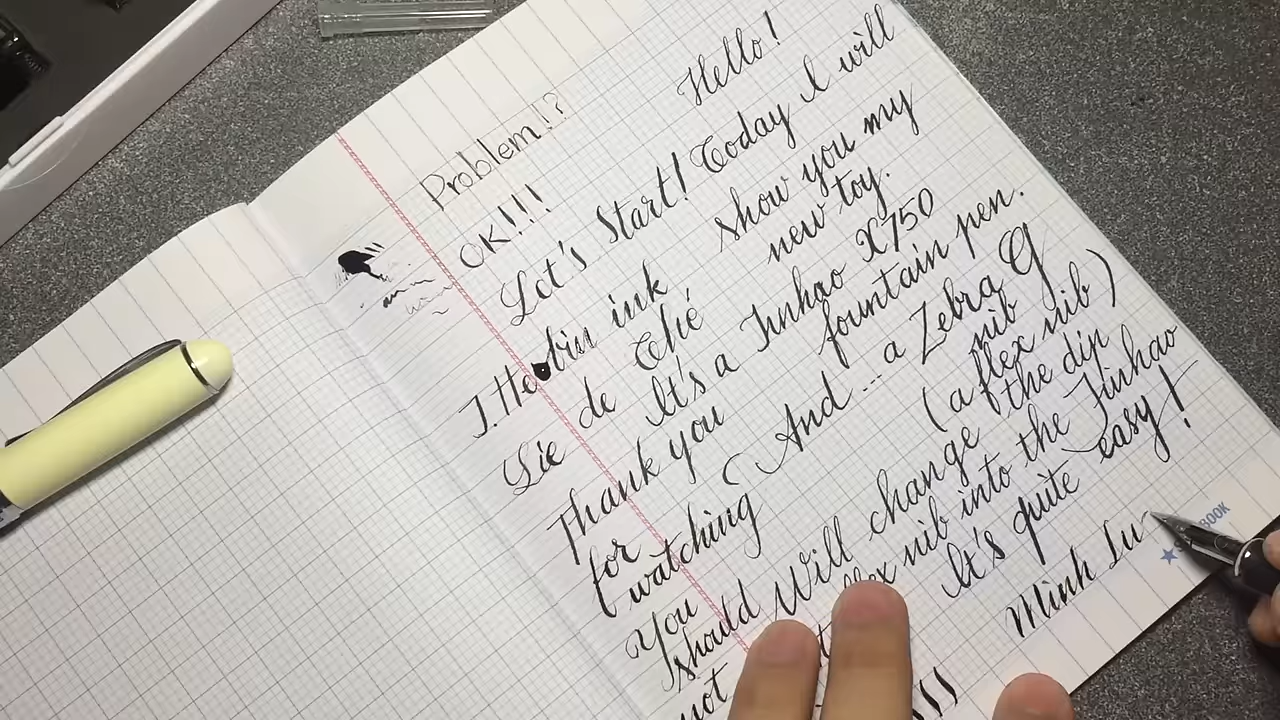 Problem!?
Hello!
OK!!!
Let's Start! Today I will
show you my
new toy.
J.Herbin ink
Lie de Thé
It's a Jinhao X750
fountain pen.
Thank you
for
watching
(And ... a Zebra G
nib
(a flex nib)
You
should
not
Will change the dip
flex nib into the Jinhao
It's quite easy!
Minh Lu
BOOK